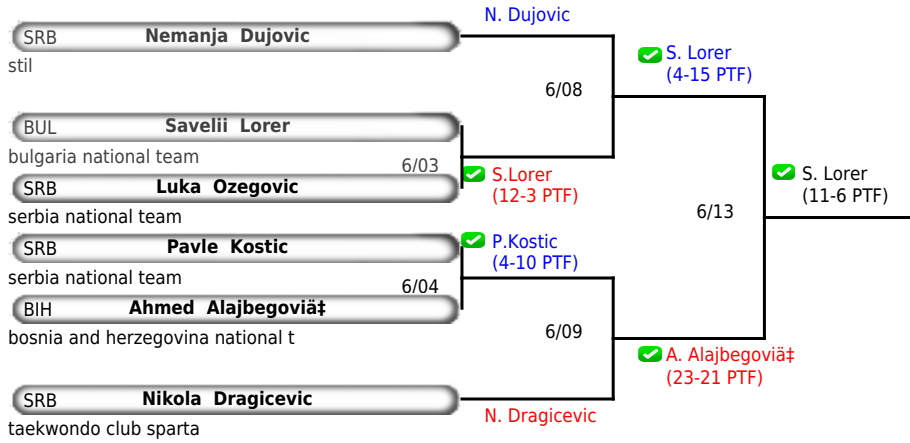 N. Dujovic
SRB Nemanja Dujovic
stil
S. Lorer
(4-15 PTF)
6/08
BUL Savelii Lorer
bulgaria national team
6/03
S.Lorer
(12-3 PTF)
SRB Luka Ozegovic
serbia national team
S. Lorer
(11-6 PTF)
6/13
SRB Pavle Kostic
serbia national team
P.Kostic
(4-10 PTF)
6/04
BIH Ahmed Alajbegoviä‡
bosnia and herzegovina national t
6/09
A. Alajbegoviä‡
(23-21 PTF)
SRB Nikola Dragicevic
taekwondo club sparta
N. Dragicevic